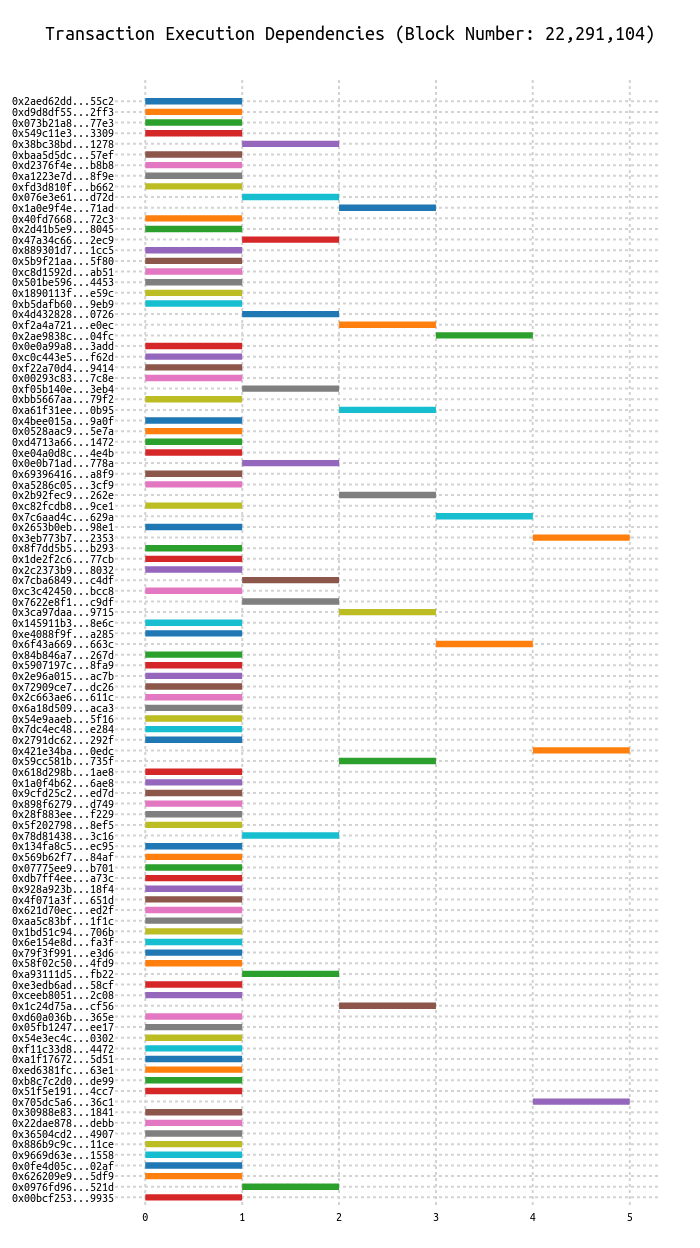 Transaction Execution Dependencies (Block Number: 22,291,104)
0x2aed62dd...55c2
0xd9d8df55...2ff3
0x073b21a8...77e3
0x549c11e3...3309
0x38bc38bd...1278
0xbaa5d5dc...57ef
0xd2376f4e...b8b8
0xa1223e7d...8f9e
0xfd3d810f...b662
0x076e3e61...d72d
0x1a0e9f4e...71ad
0x40fd7668...72c3
0x2d41b5e9...8045
0x47a34c66...2ec9
0x889301d7...1cc5
0x5b9f21aa...5f80
0xc8d1592d...ab51
0x501be596...4453
0x1890113f...e59c
0xb5dafb60...9eb9
0x4d432828...0726
0xf2a4a721...e0ec
0x2ae9838c...04fc
0x0e0a99a8...3add
0xc0c443e5...f62d
0xf22a70d4...9414
0x00293c83...7c8e
0xf05b140e...3eb4
0xbb5667aa...79f2
0xa61f31ee...0b95
0x4bee015a...9a0f
0x0528aac9...5e7a
0xd4713a66...1472
0xe04a0d8c...4e4b
0x0e0b71ad...778a
0x69396416...a8f9
0xa5286c05...3cf9
0x2b92fec9...262e
0xc82fcdb8...9ce1
0x7c6aad4c...629a
0x2653b0eb...98e1
0x3eb773b7...2353
0x8f7dd5b5...b293
0x1de2f2c6...77cb
0x2c2373b9...8032
0x7cba6849...c4df
0xc3c42450...bcc8
0x7622e8f1...c9df
0x3ca97daa...9715
0x145911b3...8e6c
0xe4088f9f...a285
0x6f43a669...663c
0x84b846a7...267d
0x5907197c...8fa9
0x2e96a015...ac7b
0x72909ce7...dc26
0x2c663ae6...611c
0x6a18d509...aca3
0x54e9aaeb...5f16
0x7dc4ec48...e284
0x2791dc62...292f
0x421e34ba...0edc
0x59cc581b...735f
0x618d298b...1ae8
0x1a0f4b62...6ae8
0x9cfd25c2...ed7d
0x898f6279...d749
0x28f883ee...f229
0x5f202798...8ef5
0x78d81438...3c16
0x134fa8c5...ec95
0x569b62f7...84af
0x07775ee9...b701
0xdb7ff4ee...a73c
0x928a923b...18f4
0x4f071a3f...651d
0x621d70ec...ed2f
0xaa5c83bf...1f1c
0x1bd51c94...706b
0x6e154e8d...fa3f
0x79f3f991...e3d6
0x58f02c50...4fd9
0xa93111d5...fb22
0xe3edb6ad...58cf
0xceeb8051...2c08
0x1c24d75a...cf56
0xd60a036b...365e
0x05fb1247...ee17
0x54e3ec4c...0302
0xf11c33d8...4472
0xa1f17672...5d51
0xed6381fc...63e1
0xb8c7c2d0...de99
0x51f5e191...4cc7
0x705dc5a6...36c1
0x30988e83...1841
0x22dae878...debb
0x36504cd2...4907
0x886b9c9c...11ce
0x9669d63e...1558
0x0fe4d05c...02af
0x626209e9...5df9
0x0976fd96...521d
0x00bcf253...9935
0 1 2 3 4 5